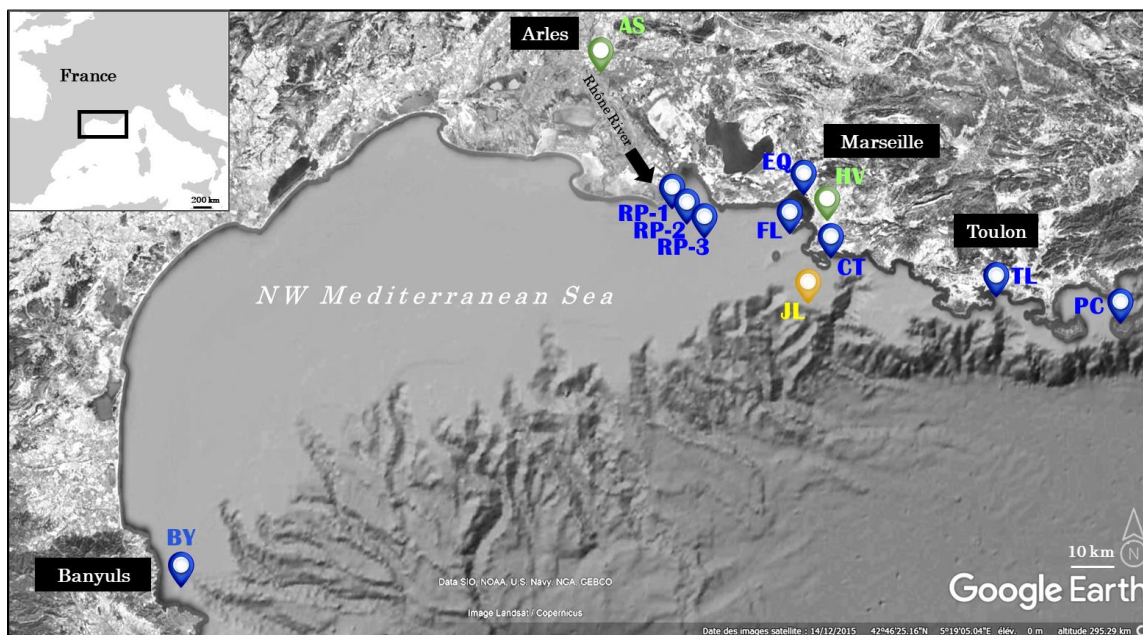 France
200 km
Arles
AS
Rhône River
Marseille
EQ
HV
RP-1
RP-2
RP-3
FL
CT
Toulon
TL
PC
JL
NW Mediterranean Sea
BY
Banyuls
10 km
N
Data SIO, NOAA, U.S. Navy, NGA, GEBCO
Image Landsat / Copernicus
Google Earth
Date des images satellite : 14/12/2015 42°46'25.16"N 5°19'05.04"E élév. 0 m altitude 295.29 km